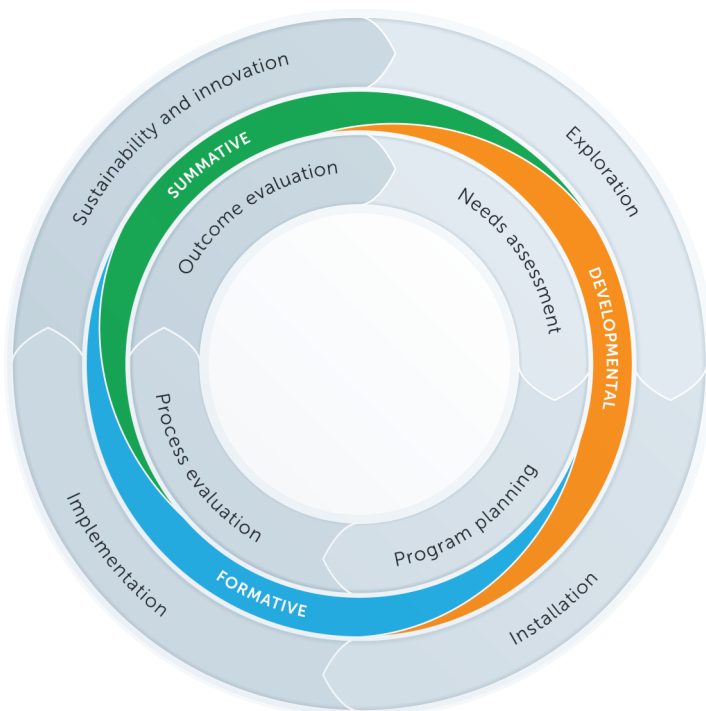 Sustainability and innovation
Exploration
Installation
Implementation
SUMMATIVE
DEVELOPMENTAL
FORMATIVE
Outcome evaluation
Needs assessment
Program planning
Process evaluation